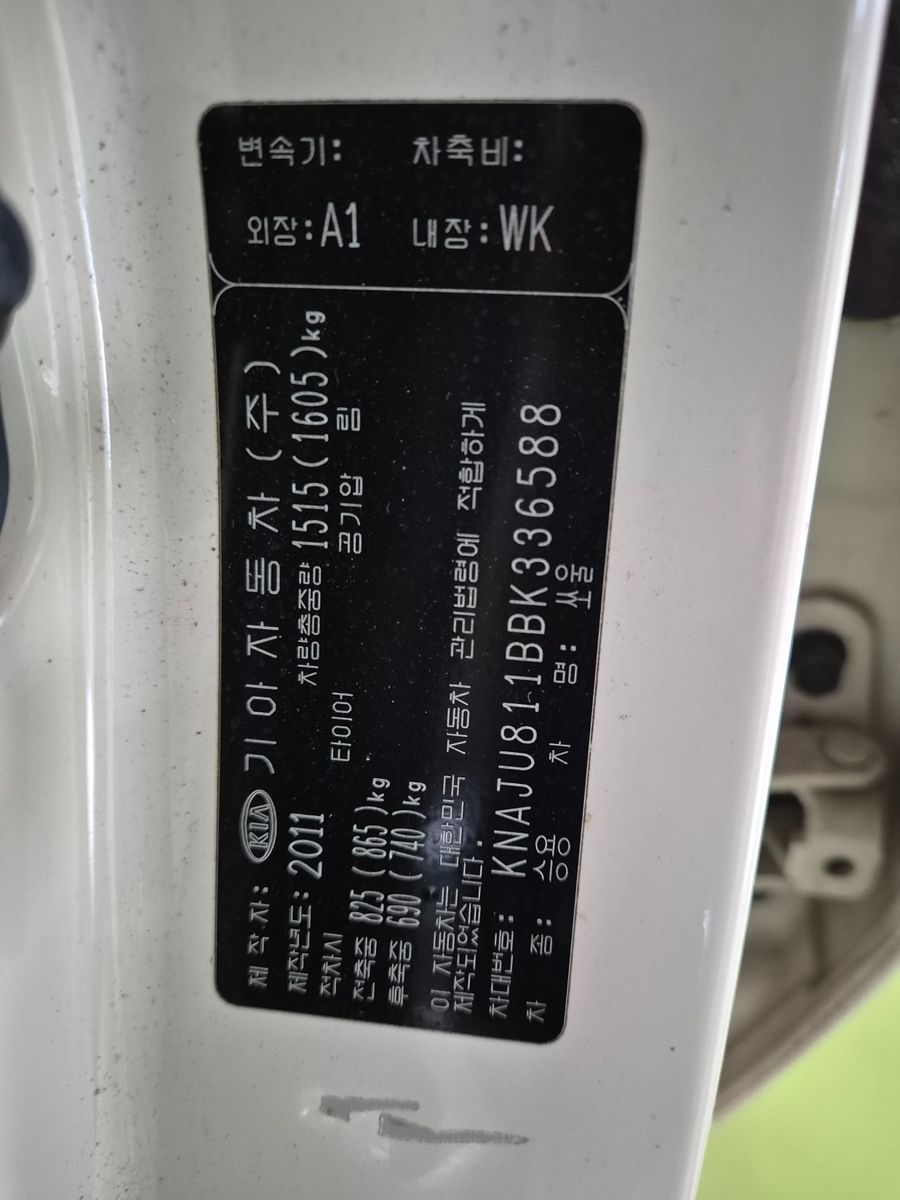 변속기: 차축비:
외장:A1 내장:WK
제 작 자: KIA 기 아 자 동 차 (주)
제작년도: 2011 차량총중량 1515(1605)kg
적차시 타이어 공기압 림
전축중 825 (865)kg
후축중 690 (740)kg
이 자동차는 대한민국 자동차 관리법령에 적합하게
제작되었습니다.
차대번호: KNAJU811BBK336588
차 종: 승용 차 명: 쏘울